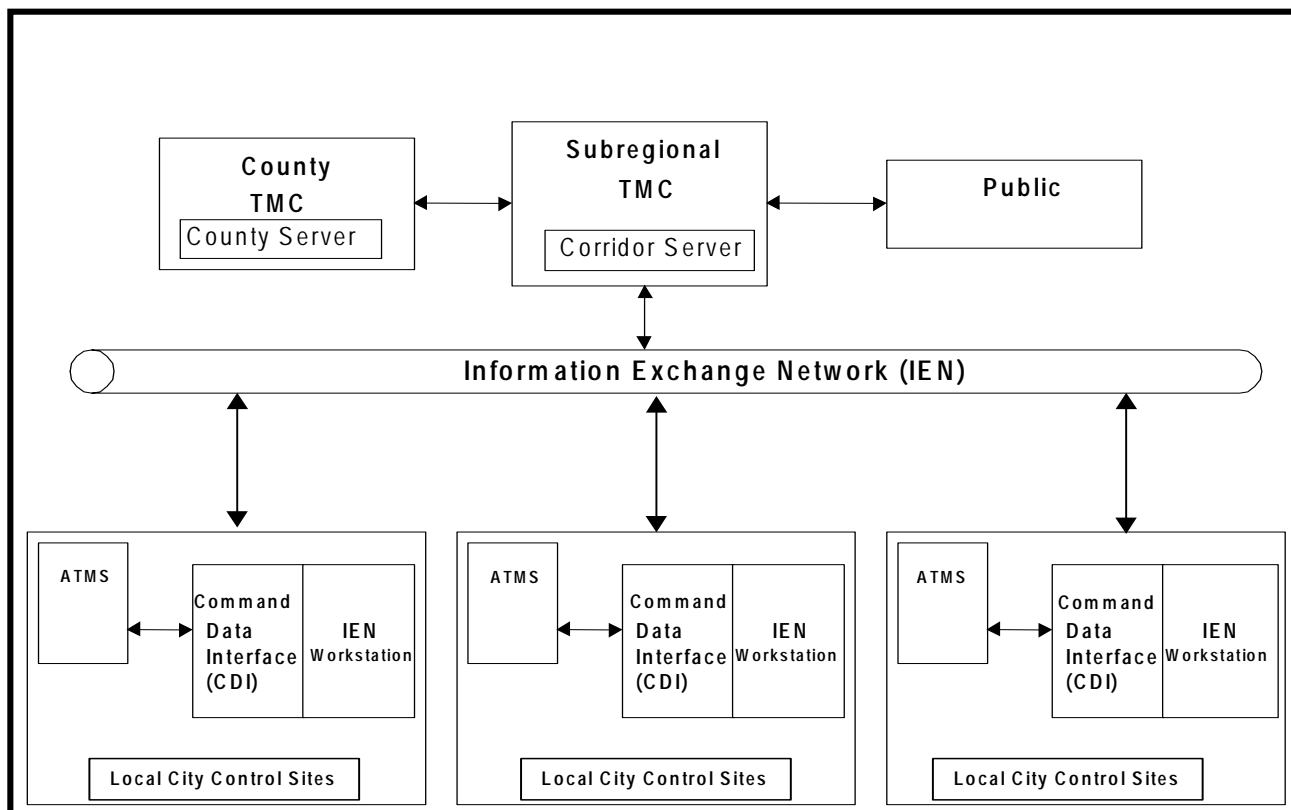 County
TMC
County Server
Subregional
TMC
Corridor Server
Public
Information Exchange Network (IEN)
ATMS
Command
Data
Interface
(CDI)
IEN
Workstation
Local City Control Sites
ATMS
Command
Data
Interface
(CDI)
IEN
Workstation
Local City Control Sites
ATMS
Command
Data
Interface
(CDI)
IEN
Workstation
Local City Control Sites